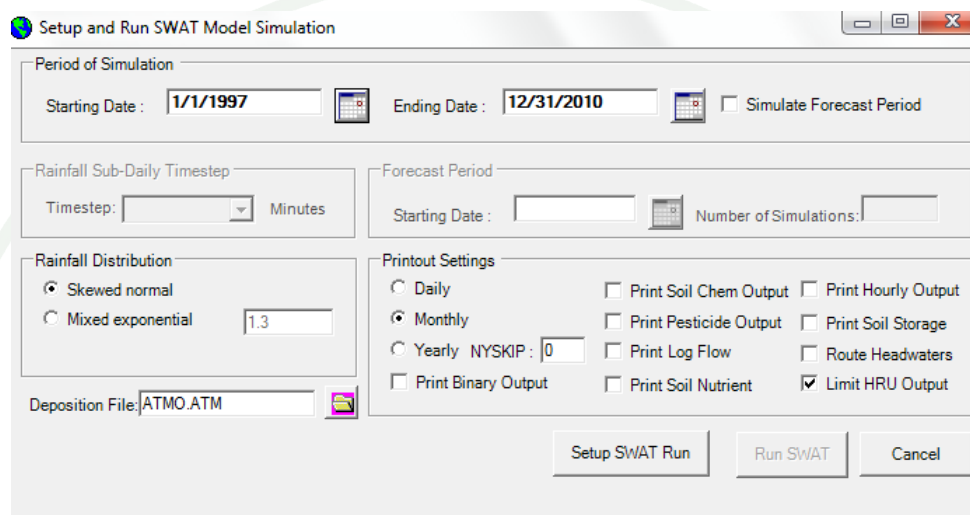 Setup and Run SWAT Model Simulation
Period of Simulation
Starting Date : 1/1/1997 Ending Date : 12/31/2010 Simulate Forecast Period
Rainfall Sub-Daily Timestep
Timestep: Minutes
Forecast Period
Starting Date : Number of Simulations:
Rainfall Distribution
Skewed normal
Mixed exponential 1.3
Printout Settings
Daily Print Soil Chem Output Print Hourly Output
Monthly Print Pesticide Output Print Soil Storage
Yearly NYSKIP : 0 Print Log Flow Route Headwaters
Print Binary Output Print Soil Nutrient Limit HRU Output
Deposition File: ATMO.ATM
Setup SWAT Run Run SWAT Cancel